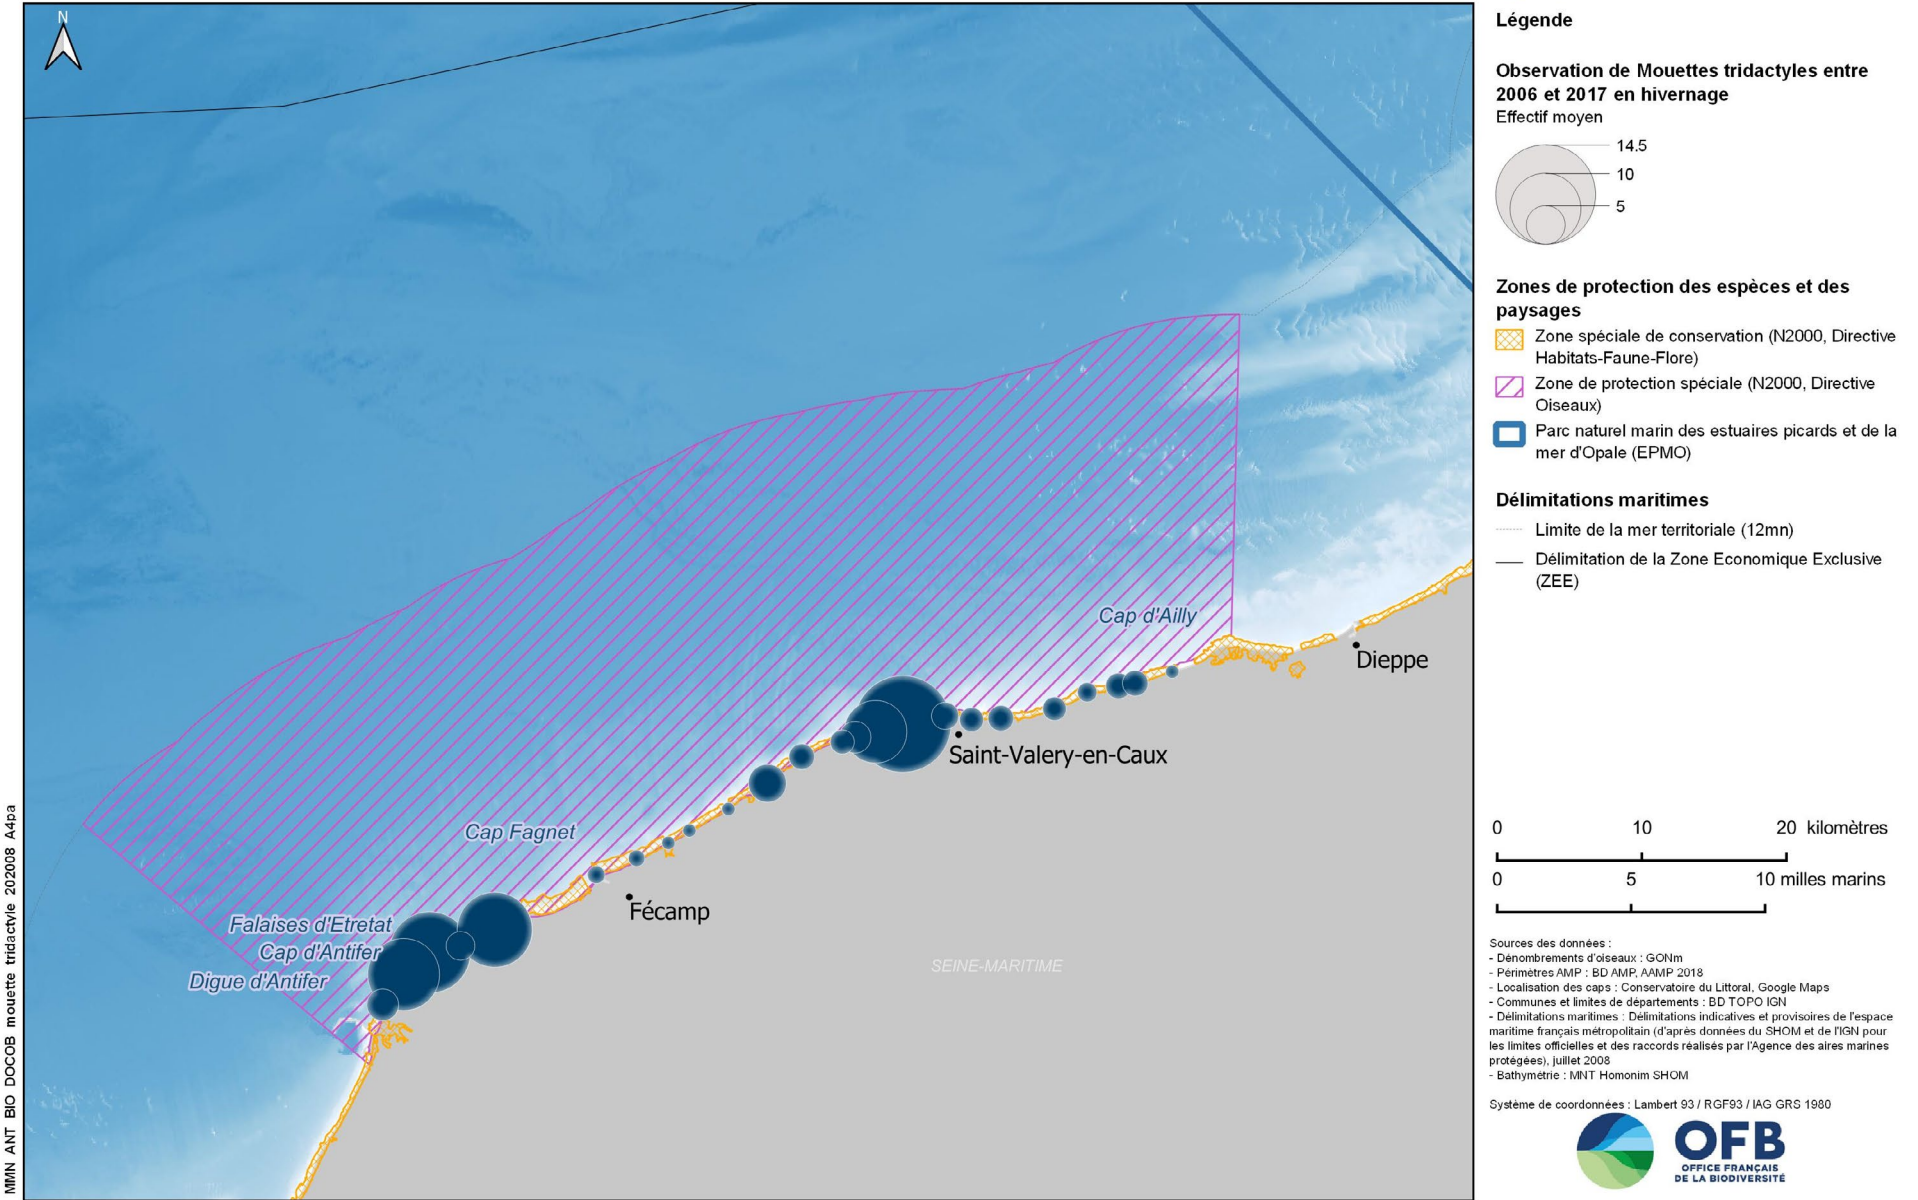 N
Cap d'Ailly
Dieppe
Saint-Valery-en-Caux
Cap Fagnet
Fécamp
Falaises d'Etretat
Cap d'Antifer
Digue d'Antifer
SEINE-MARITIME
MMN_ANT_BIO_DOCOB_mouette_tridactyle_202008_A4pa
Légende
Observation de Mouettes tridactyles entre
2006 et 2017 en hivernage
Effectif moyen
14.5
10
5
Zones de protection des espèces et des
paysages
Zone spéciale de conservation (N2000, Directive
Habitats-Faune-Flore)
Zone de protection spéciale (N2000, Directive
Oiseaux)
Parc naturel marin des estuaires picards et de la
mer d'Opale (EPMO)
Délimitations maritimes
Limite de la mer territoriale (12mn)
Délimitation de la Zone Economique Exclusive
(ZEE)
0 10 20 kilomètres
0 5 10 milles marins
Sources des données :
- Dénombrements d'oiseaux : GONm
- Périmètres AMP : BD AMP, AAMP 2018
- Localisation des caps : Conservatoire du Littoral, Google Maps
- Communes et limites de départements : BD TOPO IGN
- Délimitations maritimes : Délimitations indicatives et provisoires de l'espace
maritime français métropolitain (d'après données du SHOM et de l'IGN pour
les limites officielles et des raccords réalisés par l'Agence des aires marines
protégées), juillet 2008
- Bathymétrie : MNT Homonim SHOM
Système de coordonnées : Lambert 93 / RGF93 / IAG GRS 1980
OFB
OFFICE FRANÇAIS
DE LA BIODIVERSITÉ